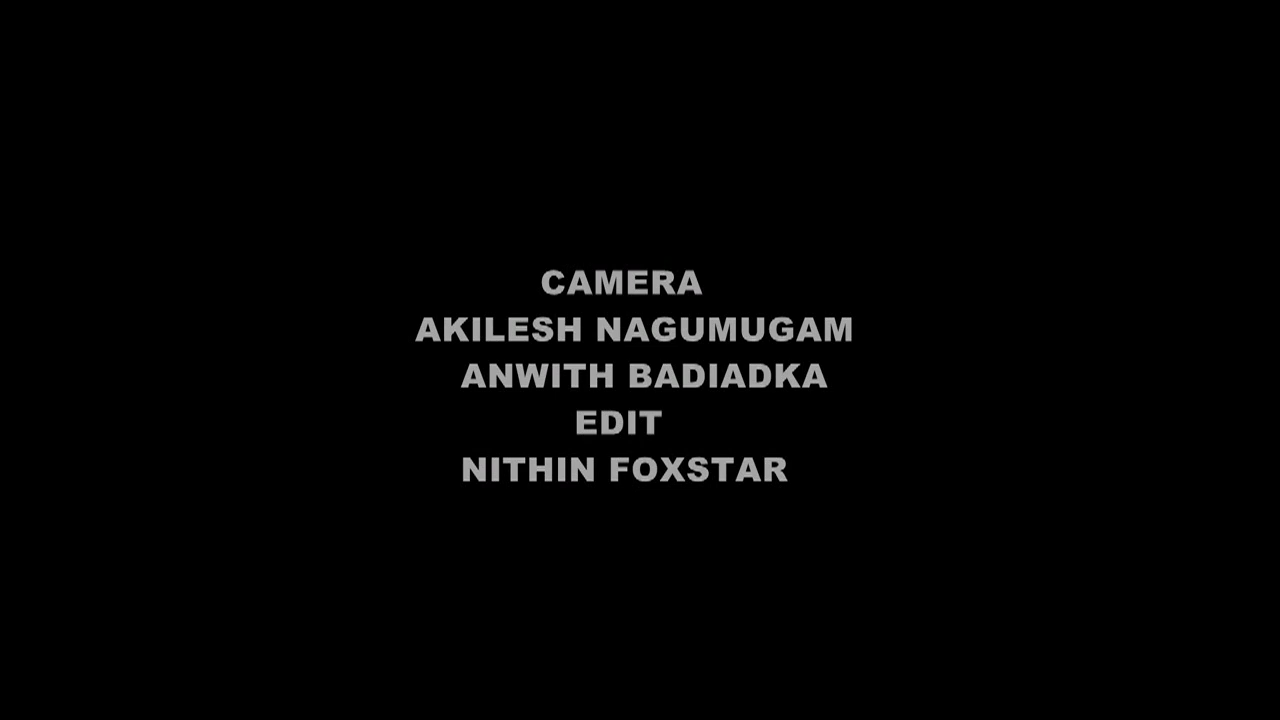 CAMERA
AKILESH NAGUMUGAM
ANWITH BADIADKA
EDIT
NITHIN FOXSTAR